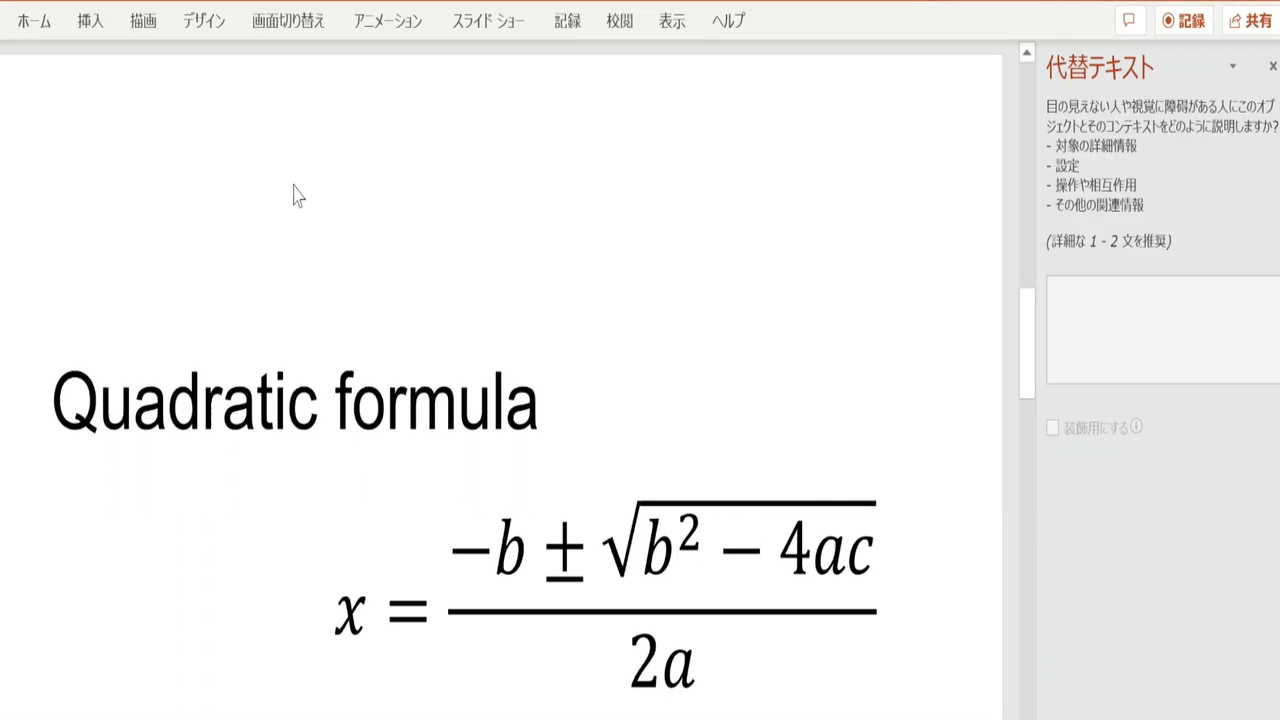 ホーム 挿入 描画 デザイン 画面切り替え アニメーション スライド ショー 記録 校閲 表示 ヘルプ 記録 共有
代替テキスト
目の見えない人や視覚に障碍がある人にこのオブ
ジェクトとそのコンテキストをどのように説明しますか?
- 対象の詳細情報
- 設定
- 操作や相互作用
- その他の関連情報
(詳細な 1 - 2 文を推奨)
装飾用にする
Quadratic formula
x = (−b ± √(b² − 4ac)) / 2a